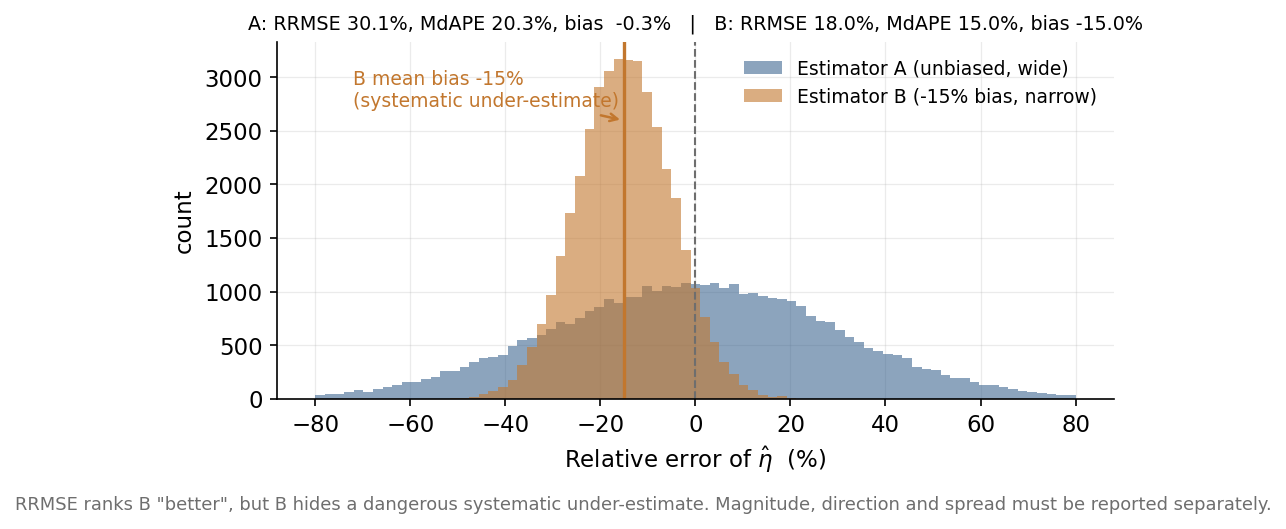 A: RRMSE 30.1%, MdAPE 20.3%, bias  -0.3%   |   B: RRMSE 18.0%, MdAPE 15.0%, bias -15.0%
B mean bias -15%
(systematic under-estimate)
Estimator A (unbiased, wide)
Estimator B (-15% bias, narrow)
count
3000
2500
2000
1500
1000
500
0
−80 −60 −40 −20 0 20 40 60 80
Relative error of η̂ (%)
RRMSE ranks B "better", but B hides a dangerous systematic under-estimate. Magnitude, direction and spread must be reported separately.